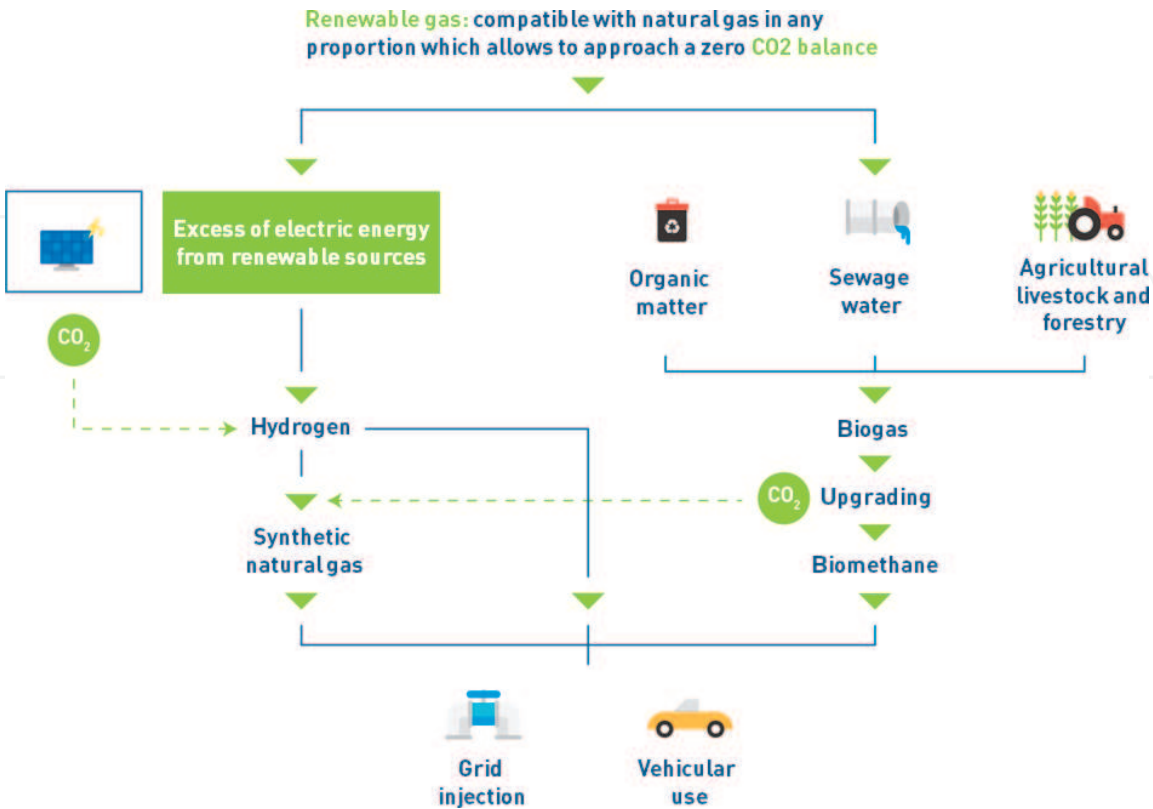 Renewable gas: compatible with natural gas in any
proportion which allows to approach a zero CO2 balance
Excess of electric energy
from renewable sources
Organic
matter
Sewage
water
Agricultural
livestock and
forestry
CO₂
Hydrogen
Biogas
CO₂
Upgrading
Synthetic
natural gas
Biomethane
Grid
injection
Vehicular
use